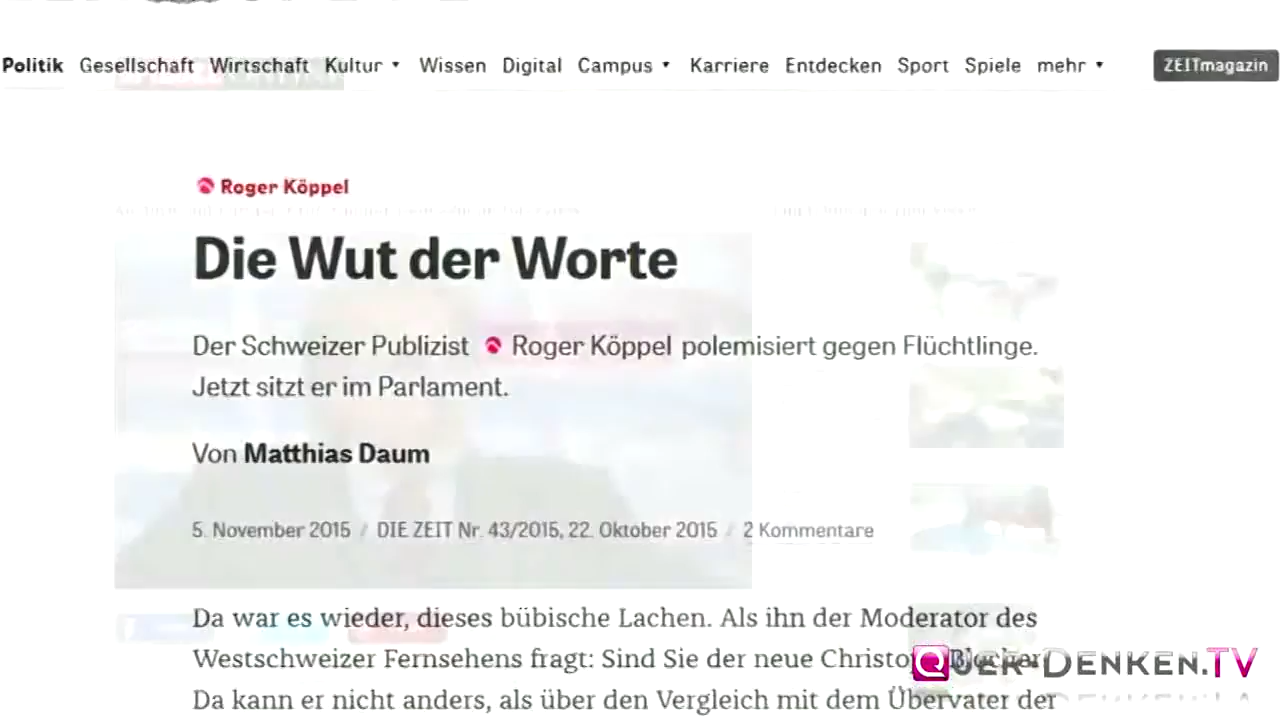 Politik Gesellschaft Wirtschaft Kultur ▾ Wissen Digital Campus ▾ Karriere Entdecken Sport Spiele mehr ▾ ZEITmagazin
Roger Köppel
Die Wut der Worte
Der Schweizer Publizist Roger Köppel polemisiert gegen Flüchtlinge.
Jetzt sitzt er im Parlament.
Von Matthias Daum
5. November 2015 / DIE ZEIT Nr. 43/2015, 22. Oktober 2015 / 2 Kommentare
Da war es wieder, dieses bübische Lachen. Als ihn der Moderator des
Westschweizer Fernsehens fragt: Sind Sie der neue
Da kann er nicht anders, als über den Vergleich mit dem Übervater der
QUER-DENKEN.TV